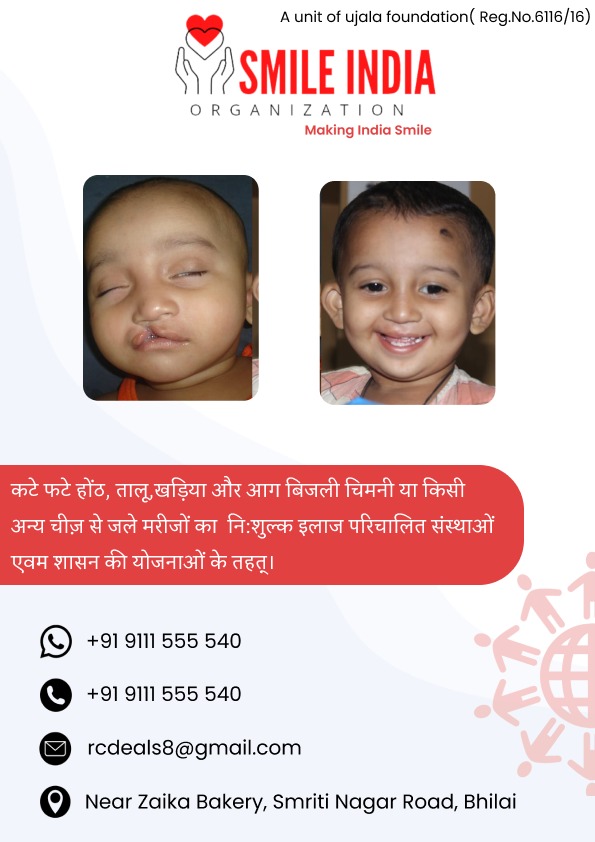 A unit of ujala foundation( Reg.No.6116/16)
SMILE INDIA
ORGANIZATION
Making India Smile
कटे फटे होंठ, तालू,खड़िया और आग बिजली चिमनी या किसी
अन्य चीज़ से जले मरीजों का नि:शुल्क इलाज परिचालित संस्थाओं
एवम शासन की योजनाओं के तहत्।
+91 9111 555 540
+91 9111 555 540
rcdeals8@gmail.com
Near Zaika Bakery, Smriti Nagar Road, Bhilai